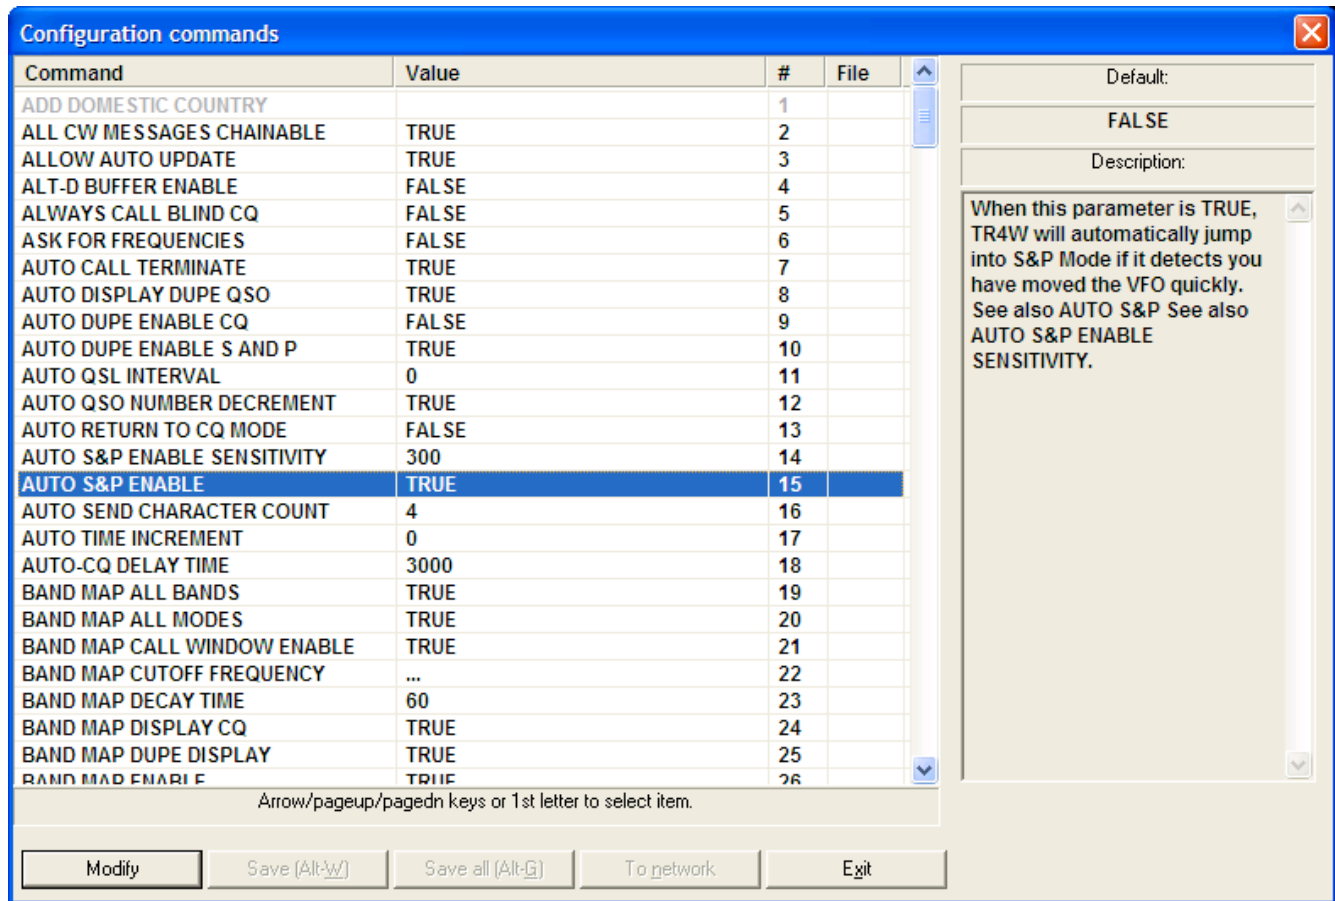 Configuration commands
Command Value # File
ADD DOMESTIC COUNTRY 1
ALL CW MESSAGES CHAINABLE TRUE 2
ALLOW AUTO UPDATE TRUE 3
ALT-D BUFFER ENABLE FALSE 4
ALWAYS CALL BLIND CQ FALSE 5
ASK FOR FREQUENCIES FALSE 6
AUTO CALL TERMINATE TRUE 7
AUTO DISPLAY DUPE QSO TRUE 8
AUTO DUPE ENABLE CQ FALSE 9
AUTO DUPE ENABLE S AND P TRUE 10
AUTO QSL INTERVAL 0 11
AUTO QSO NUMBER DECREMENT TRUE 12
AUTO RETURN TO CQ MODE FALSE 13
AUTO S&P ENABLE SENSITIVITY 300 14
AUTO S&P ENABLE TRUE 15
AUTO SEND CHARACTER COUNT 4 16
AUTO TIME INCREMENT 0 17
AUTO-CQ DELAY TIME 3000 18
BAND MAP ALL BANDS TRUE 19
BAND MAP ALL MODES TRUE 20
BAND MAP CALL WINDOW ENABLE TRUE 21
BAND MAP CUTOFF FREQUENCY ... 22
BAND MAP DECAY TIME 60 23
BAND MAP DISPLAY CQ TRUE 24
BAND MAP DUPE DISPLAY TRUE 25
BAND MAP ENABLE TRUE 26
Arrow/pageup/pagedn keys or 1st letter to select item.
Default:
FALSE
Description:
When this parameter is TRUE,
TR4W will automatically jump
into S&P Mode if it detects you
have moved the VFO quickly.
See also AUTO S&P See also
AUTO S&P ENABLE
SENSITIVITY.
Modify Save (Alt-W) Save all (Alt-G) To network Exit